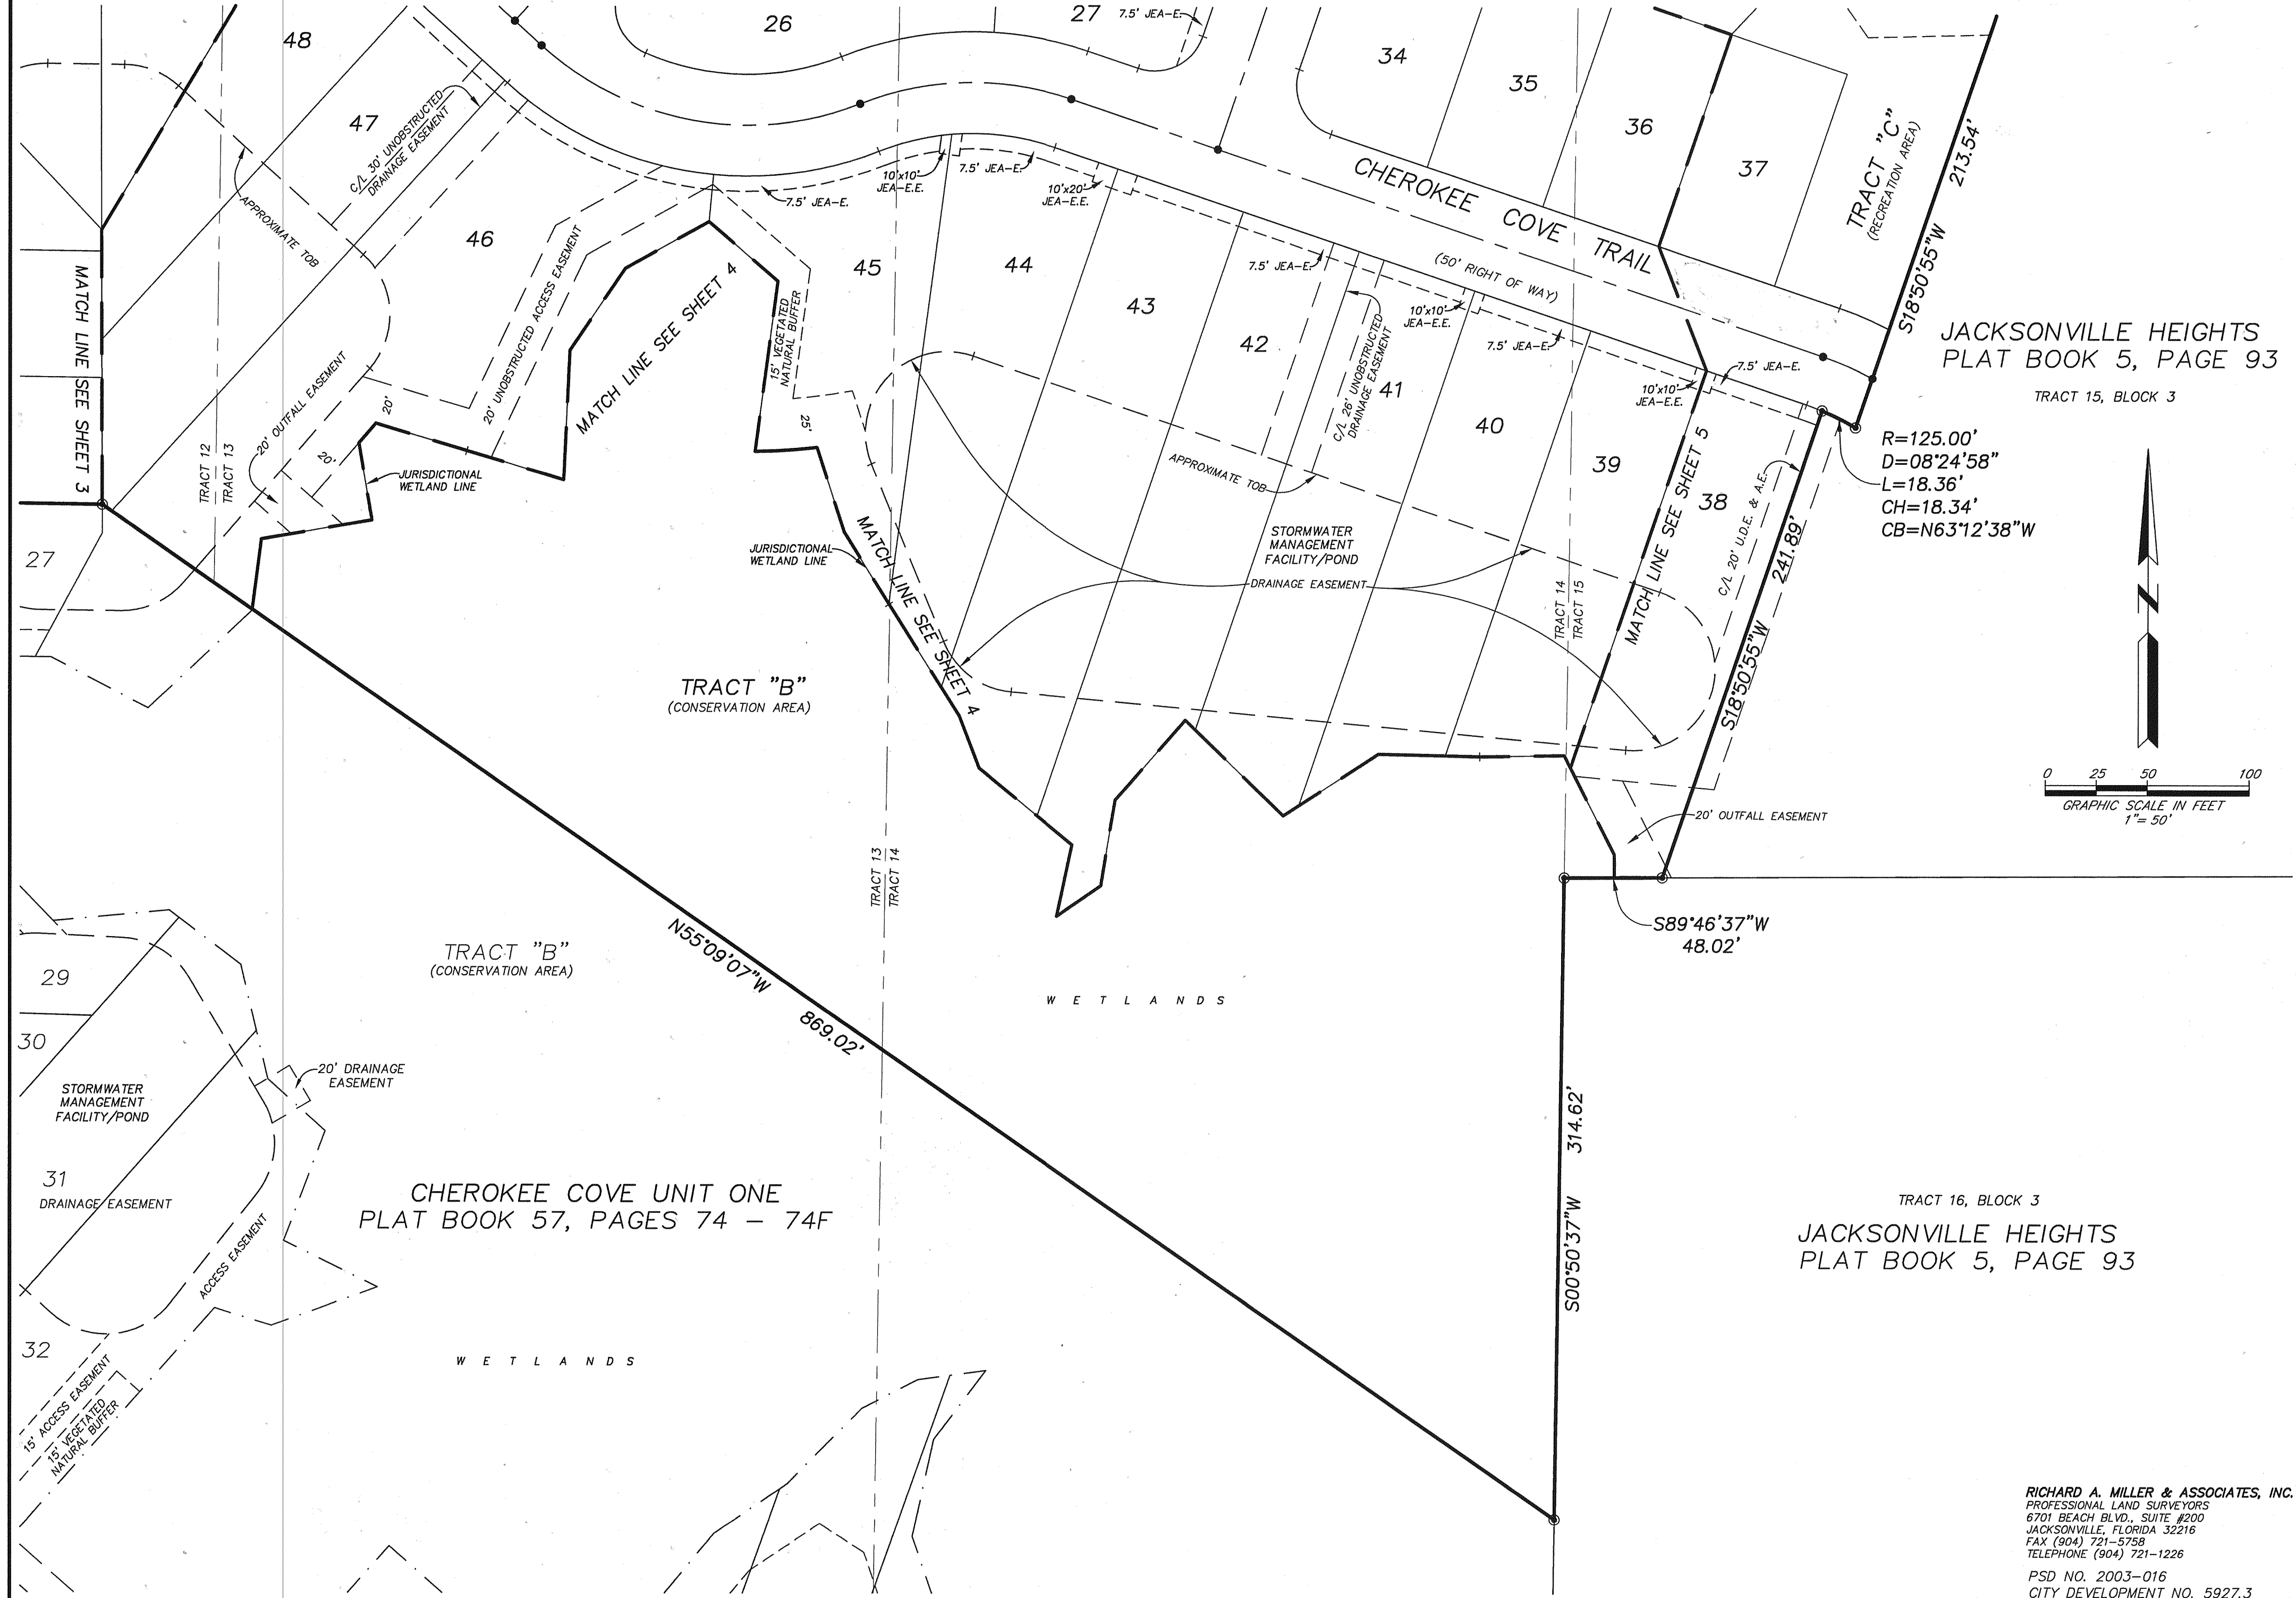 48
26
27
7.5' JEA-E.
34
35
36
37
TRACT "C"
(RECREATION AREA)
213.54'
S18°50'55"W
47
C/L 30' UNOBSTRUCTED
DRAINAGE EASEMENT
APPROXIMATE TOB
46
10'x10'
JEA-E.E.
7.5' JEA-E.
7.5' JEA-E.
10'x20'
JEA-E.E.
CHEROKEE COVE TRAIL
(50' RIGHT OF WAY)
45
44
43
42
41
40
39
38
7.5' JEA-E.
10'x10'
JEA-E.E.
7.5' JEA-E.
10'x10'
JEA-E.E.
7.5' JEA-E.
MATCH LINE SEE SHEET 3
20' UNOBSTRUCTED ACCESS EASEMENT
MATCH LINE SEE SHEET 4
15' VEGETATED
NATURAL BUFFER
25'
C/L 26' UNOBSTRUCTED
DRAINAGE EASEMENT
JACKSONVILLE HEIGHTS
PLAT BOOK 5, PAGE 93
TRACT 15, BLOCK 3
R=125.00'
D=08°24'58"
L=18.36'
CH=18.34'
CB=N63°12'38"W
20' OUTFALL EASEMENT
20'
20'
TRACT 12
TRACT 13
JURISDICTIONAL
WETLAND LINE
JURISDICTIONAL
WETLAND LINE
MATCH LINE SEE SHEET 4
APPROXIMATE TOB
STORMWATER
MANAGEMENT
FACILITY/POND
DRAINAGE EASEMENT
TRACT 14
TRACT 15
MATCH LINE SEE SHEET 5
C/L 20' U.D.E. & A.E.
241.89'
S18°50'55"W
N
0 25 50 100
GRAPHIC SCALE IN FEET
1"= 50'
27
TRACT "B"
(CONSERVATION AREA)
20' OUTFALL EASEMENT
TRACT 13
TRACT 14
S89°46'37"W
48.02'
N55°09'07"W
869.02'
TRACT "B"
(CONSERVATION AREA)
WETLANDS
29
30
STORMWATER
MANAGEMENT
FACILITY/POND
20' DRAINAGE
EASEMENT
31
DRAINAGE EASEMENT
ACCESS EASEMENT
CHEROKEE COVE UNIT ONE
PLAT BOOK 57, PAGES 74 - 74F
314.62'
S00°50'37"W
TRACT 16, BLOCK 3
JACKSONVILLE HEIGHTS
PLAT BOOK 5, PAGE 93
32
15' ACCESS EASEMENT
15' VEGETATED
NATURAL BUFFER
WETLANDS
RICHARD A. MILLER & ASSOCIATES, INC.
PROFESSIONAL LAND SURVEYORS
6701 BEACH BLVD., SUITE #200
JACKSONVILLE, FLORIDA 32216
FAX (904) 721-5758
TELEPHONE (904) 721-1226
PSD NO. 2003-016
CITY DEVELOPMENT NO. 5927.3